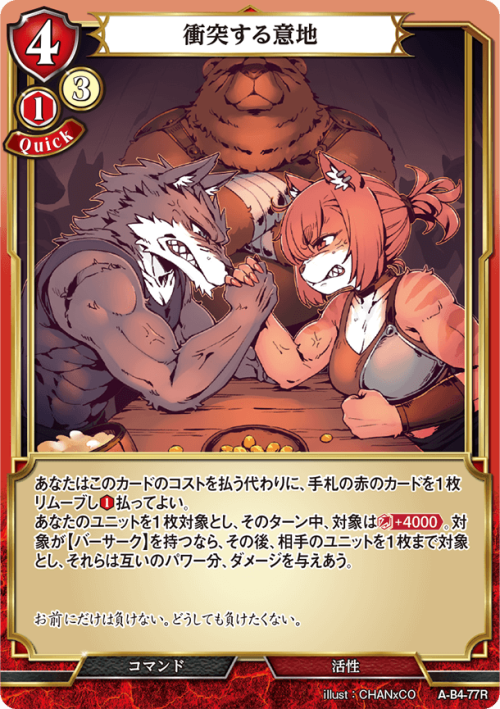 4
衝突する意地
1
3
Quick
あなたはこのカードのコストを払う代わりに、手札の赤のカードを1枚
リムーブし1払ってよい。
あなたのユニットを1枚対象とし、そのターン中、対象は+4000。対
象が【バーサーク】を持つなら、その後、相手のユニットを1枚まで対象
とし、それらは互いのパワー分、ダメージを与えあう。
お前にだけは負けない。どうしても負けたくない。
コマンド
活性
illust：CHANxCO
A-B4-77R